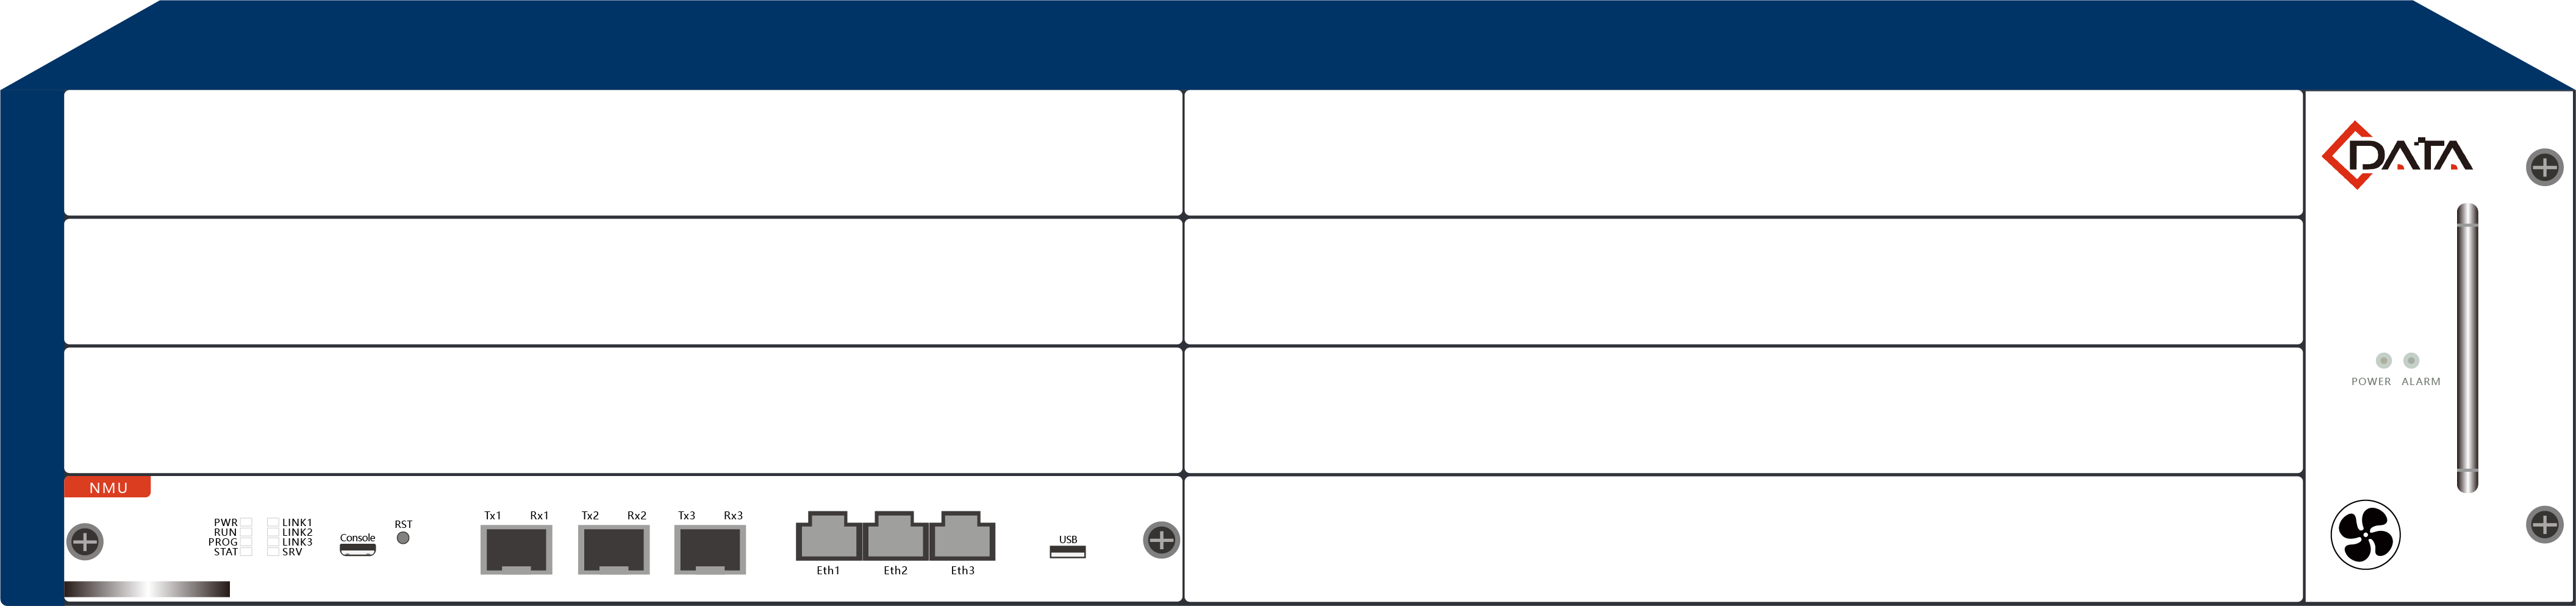 CDATA
POWER ALARM
NMU
PWR LINK1
RUN LINK2
PROG LINK3
STAT SRV
Console
RST
Tx1 Rx1
Tx2 Rx2
Tx3 Rx3
Eth1 Eth2 Eth3
USB